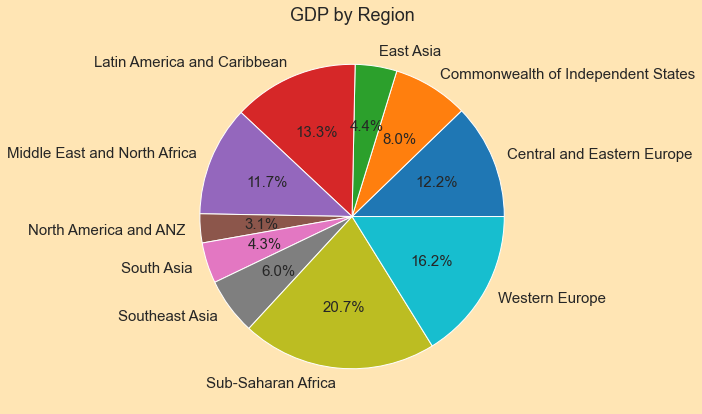 GDP by Region
East Asia
Latin America and Caribbean
Commonwealth of Independent States
4.4%
13.3%
8.0%
Middle East and North Africa
Central and Eastern Europe
11.7%
12.2%
3.1%
North America and ANZ
4.3%
16.2%
South Asia
6.0%
Western Europe
20.7%
Southeast Asia
Sub-Saharan Africa